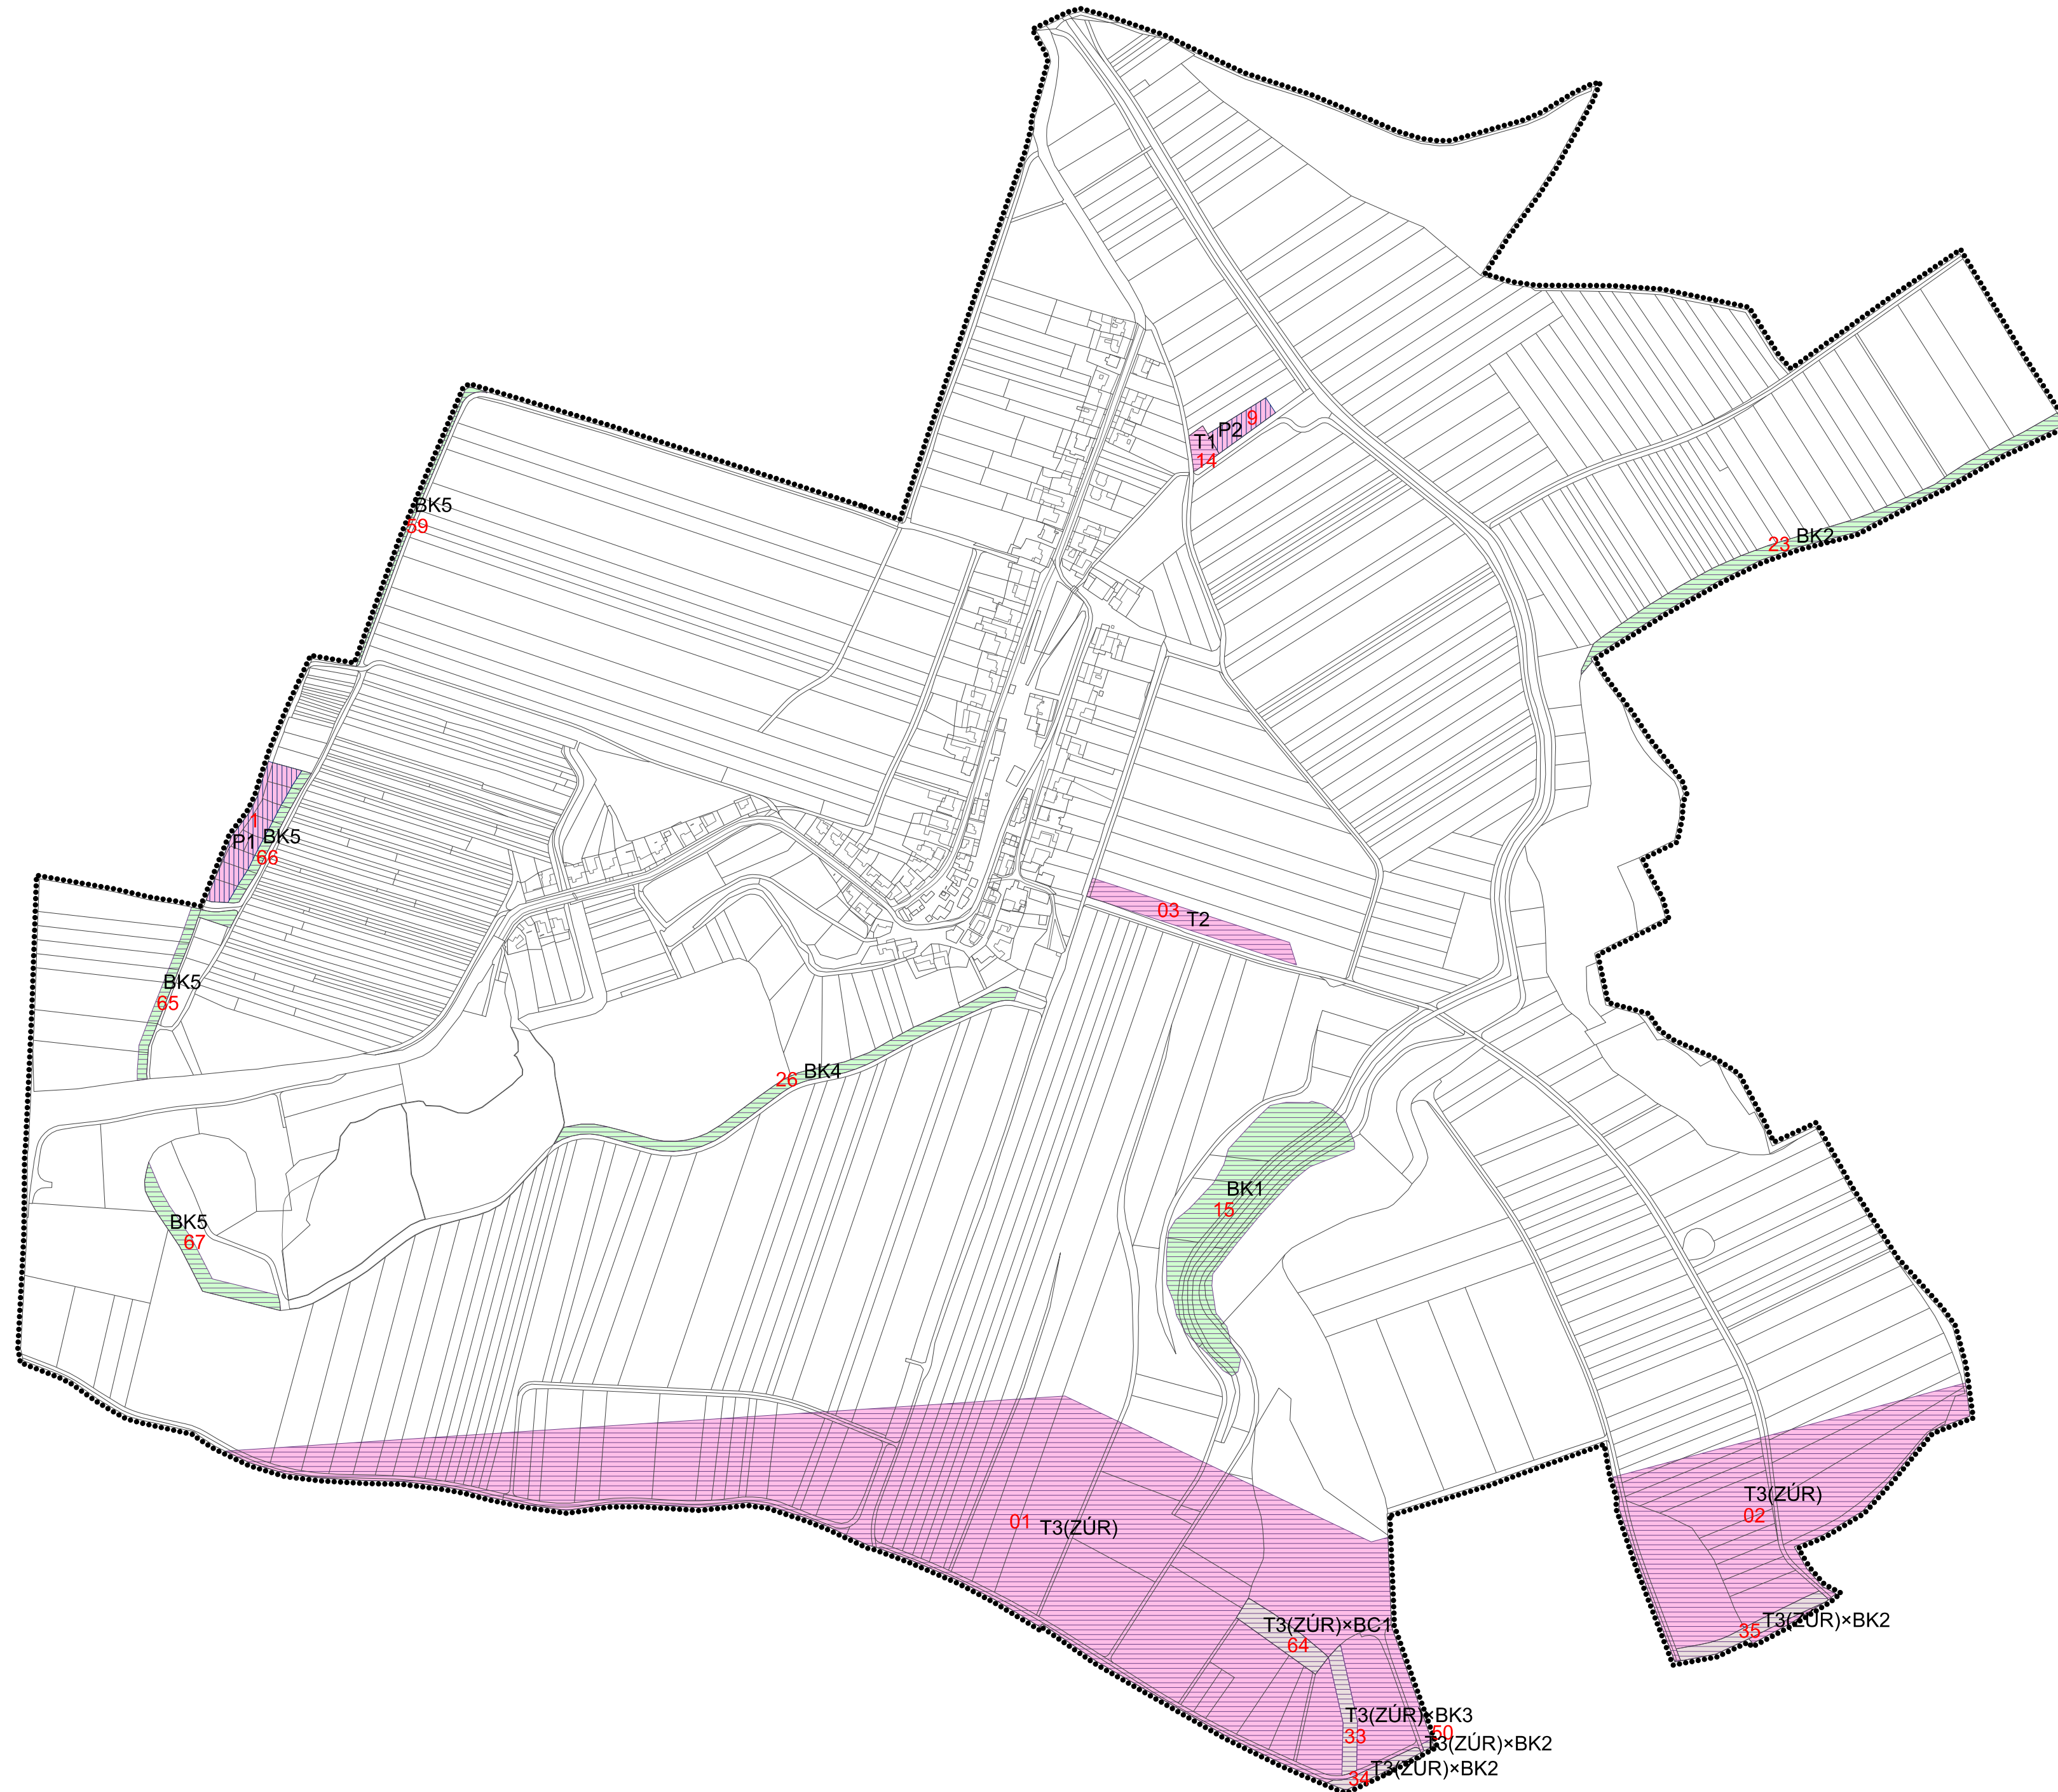 9
P2
T1
14
BK5
59
BK2
23
1
P1
BK5
66
03
T2
BK5
65
26
BK4
BK1
15
BK5
67
T3(ZÚR)
02
01
T3(ZÚR)
T3(ZÚR)×BC1
64
T3(ZÚR)×BK2
35
T3(ZÚR)×BK3
33
50
T3(ZÚR)×BK2
34
T3(ZÚR)×BK2